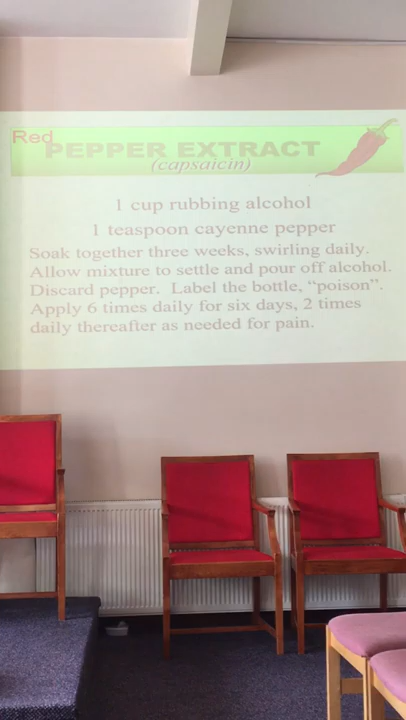 Red
PEPPER EXTRACT
(capsaicin)
1 cup rubbing alcohol
1 teaspoon cayenne pepper
Soak together three weeks, swirling daily.
Allow mixture to settle and pour off alcohol.
Discard pepper. Label the bottle, “poison”.
Apply 6 times daily for six days, 2 times
daily thereafter as needed for pain.